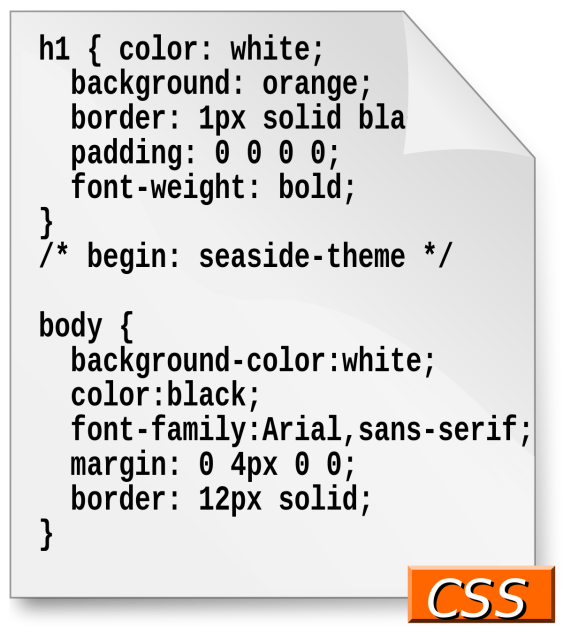 h1 { color: white;
  background: orange;
  border: 1px solid bla
  padding: 0 0 0 0;
  font-weight: bold;
}
/* begin: seaside-theme */

body {
  background-color:white;
  color:black;
  font-family:Arial,sans-serif;
  margin: 0 4px 0 0;
  border: 12px solid;
}
CSS